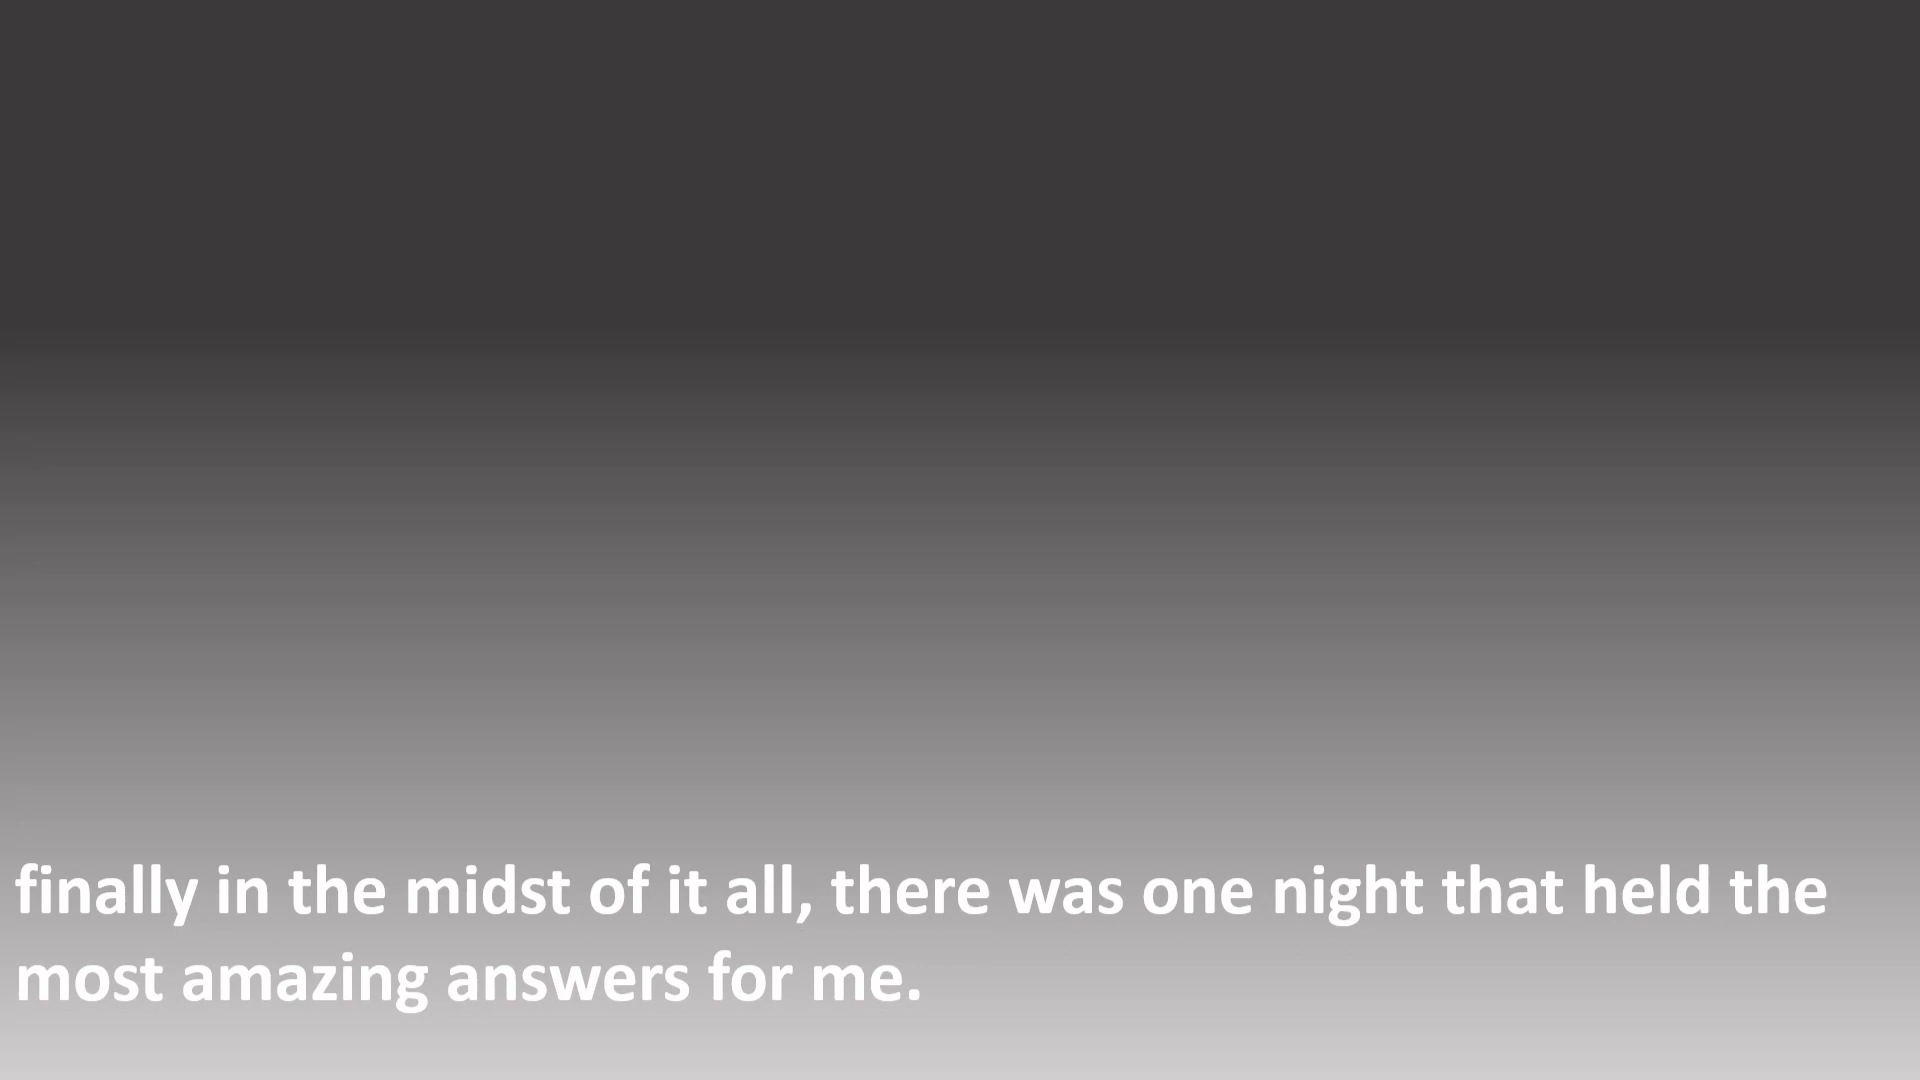 finally in the midst of it all, there was one night that held the
most amazing answers for me.